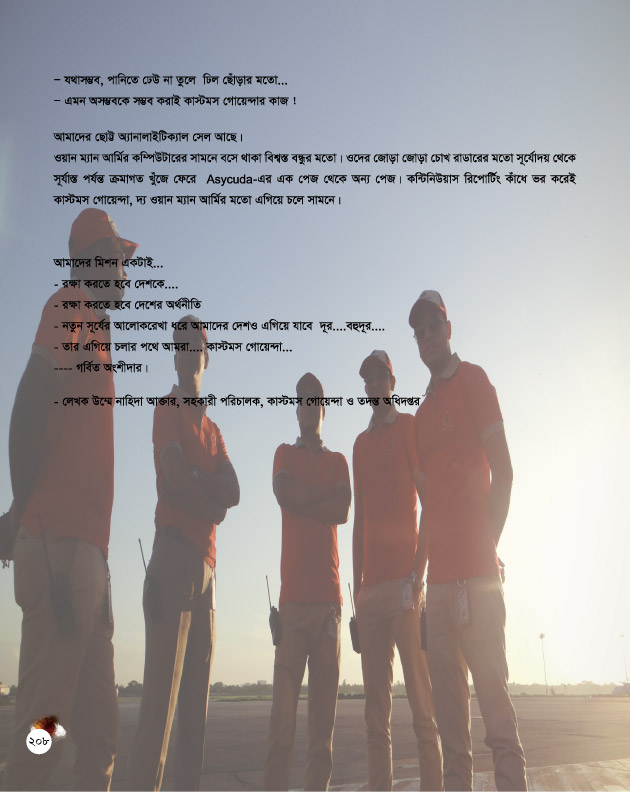 – যথাসম্ভব, পানিতে ঢেউ না তুলে ঢিল ছোঁড়ার মতো...
– এমন অসম্ভবকে সম্ভব করাই কাস্টমস গোয়েন্দার কাজ !
আমাদের ছোট্ট অ্যানালাইটিক্যাল সেল আছে।
ওয়ান ম্যান আর্মির কম্পিউটারের সামনে বসে থাকা বিশ্বস্ত বন্ধুর মতো। ওদের জোড়া জোড়া চোখ রাডারের মতো সূর্যোদয় থেকে
সূর্যাস্ত পর্যন্ত ক্রমাগত খুঁজে ফেরে Asycuda-এর এক পেজ থেকে অন্য পেজ। কন্টিনিউয়াস রিপোর্টিং কাঁধে ভর করেই
কাস্টমস গোয়েন্দা, দ্য ওয়ান ম্যান আর্মির মতো এগিয়ে চলে সামনে।
আমাদের মিশন একটাই...
- রক্ষা করতে হবে দেশকে....
- রক্ষা করতে হবে দেশের অর্থনীতি
- নতুন সূর্যের আলোকরেখা ধরে আমাদের দেশও এগিয়ে যাবে দূর....বহুদূর....
- তার এগিয়ে চলার পথে আমরা.... কাস্টমস গোয়েন্দা...
---- গর্বিত অংশীদার।
- লেখক উম্মে নাহিদা আক্তার, সহকারী পরিচালক, কাস্টমস গোয়েন্দা ও তদন্ত অধিদপ্তর
২০৮